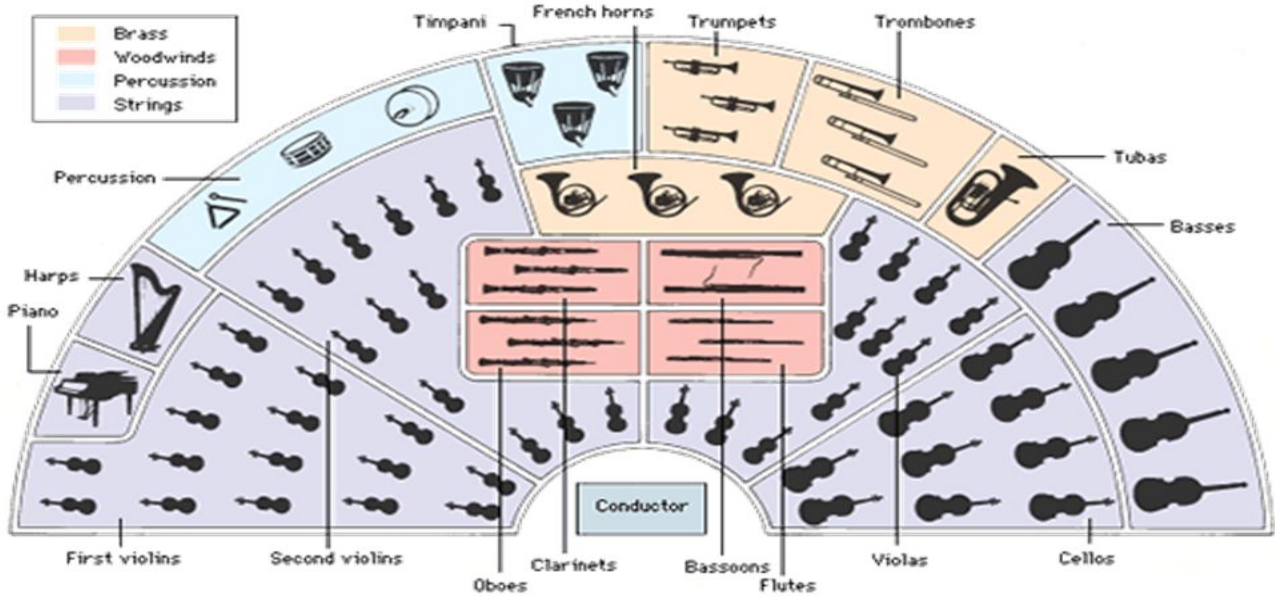 Brass
Woodwinds
Percussion
Strings
Timpani
French horns
Trumpets
Trombones
Percussion
Tubas
Basses
Harps
Piano
Conductor
First violins
Second violins
Oboes
Clarinets
Bassoons
Flutes
Violas
Cellos